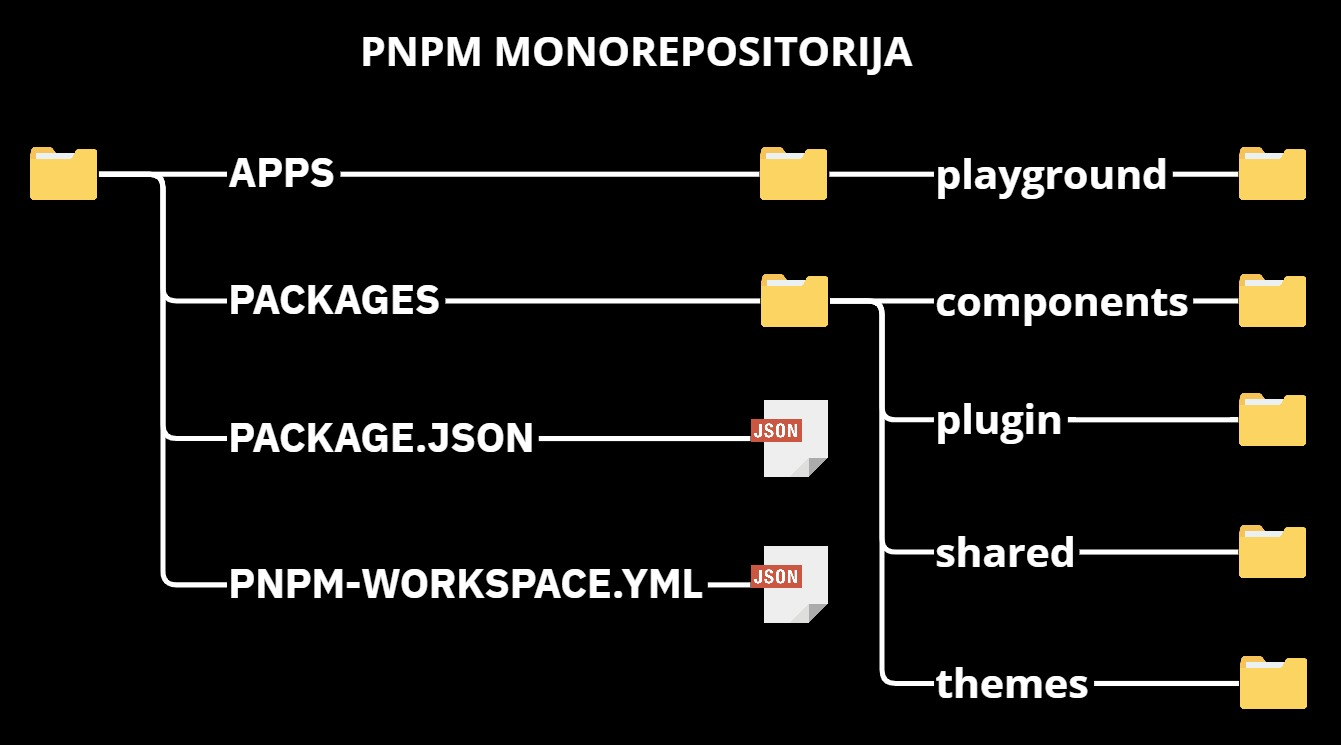 PNPM MONOREPOSITORIJA
APPS
playground
PACKAGES
components
plugin
PACKAGE.JSON
JSON
shared
PNPM-WORKSPACE.YML
JSON
themes